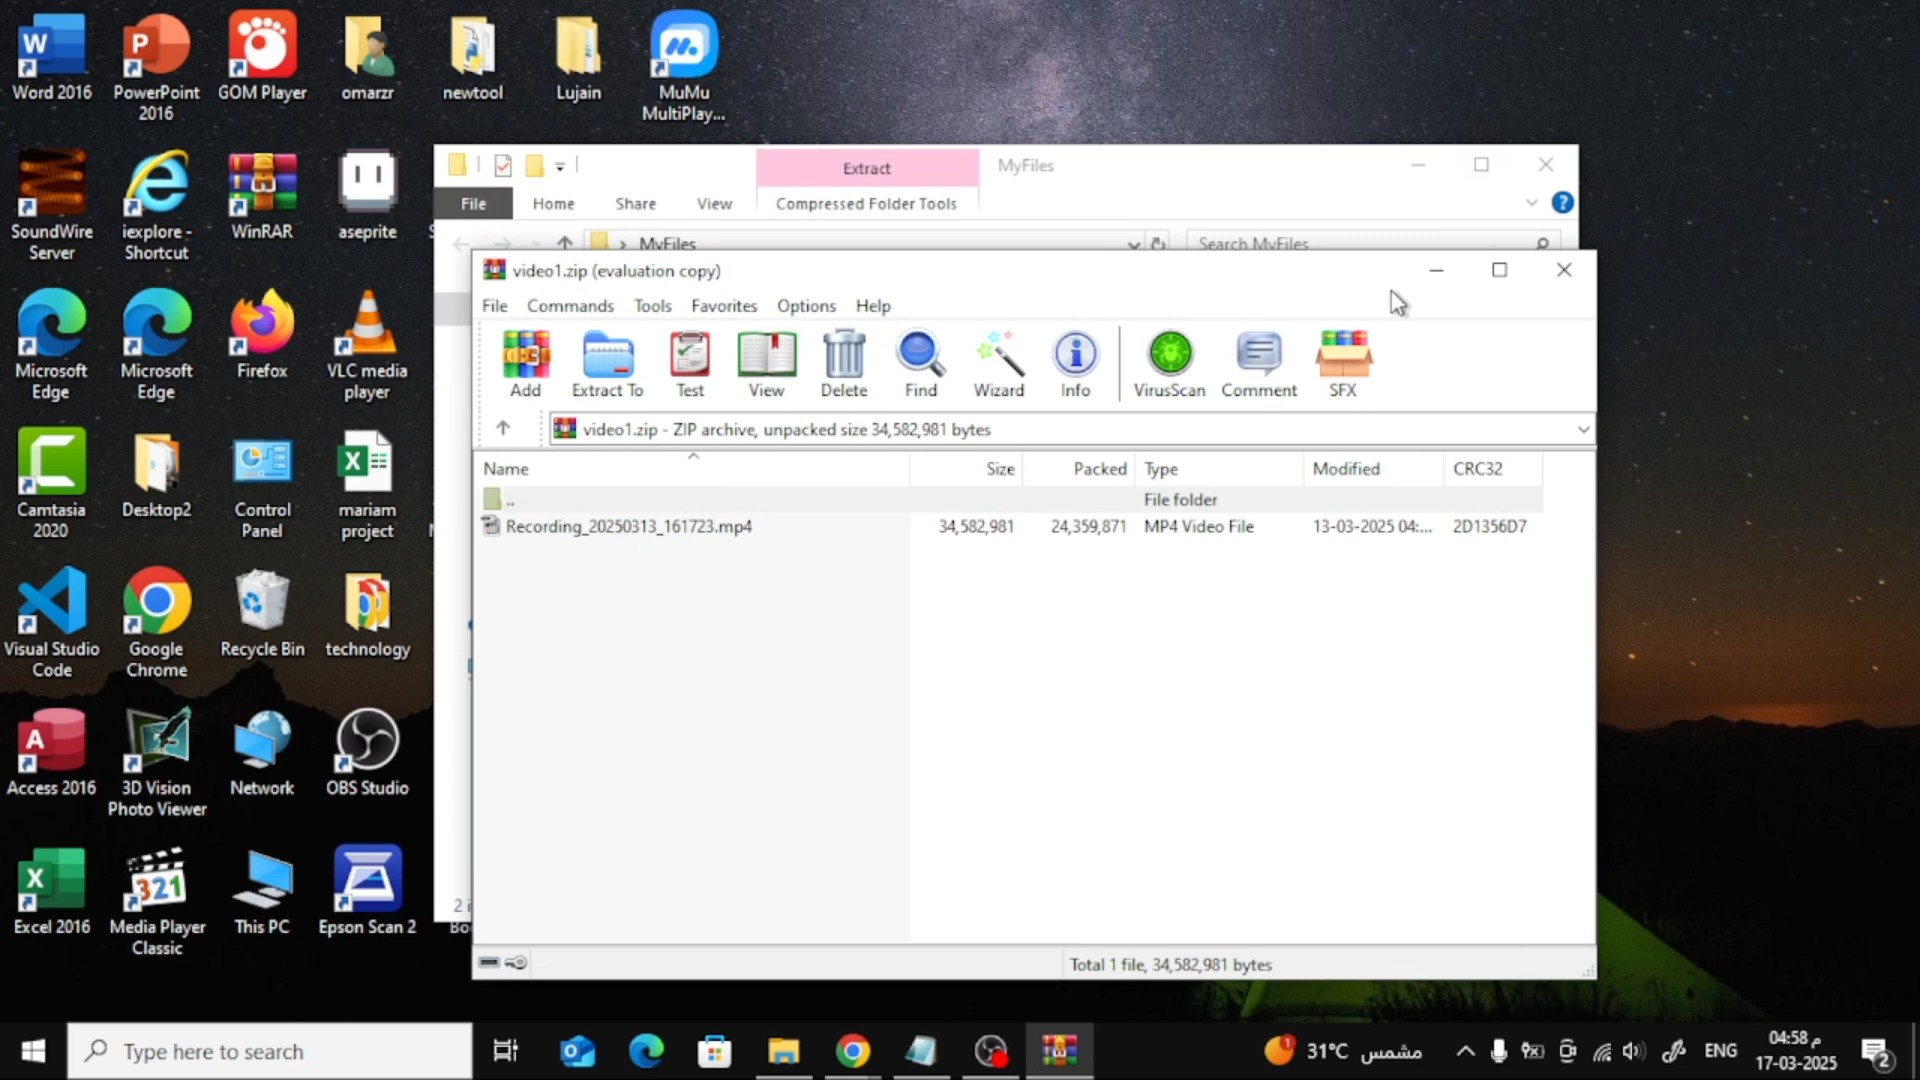 Word 2016
PowerPoint 2016
GOM Player
omarzr
newtool
Lujain
MuMu MultiPlay...
SoundWire Server
iexplore - Shortcut
WinRAR
aseprite
Microsoft Edge
Microsoft Edge
Firefox
VLC media player
Camtasia 2020
Desktop2
Control Panel
mariam project
Visual Studio Code
Google Chrome
Recycle Bin
technology
Access 2016
3D Vision Photo Viewer
Network
OBS Studio
Excel 2016
Media Player Classic
This PC
Epson Scan 2
Extract
MyFiles
File
Home
Share
View
Compressed Folder Tools
MyFiles
Search MyFiles
video1.zip (evaluation copy)
File Commands Tools Favorites Options Help
Add
Extract To
Test
View
Delete
Find
Wizard
Info
VirusScan
Comment
SFX
video1.zip - ZIP archive, unpacked size 34,582,981 bytes
Name Size Packed Type Modified CRC32
.. File folder
Recording_20250313_161723.mp4 34,582,981 24,359,871 MP4 Video File 13-03-2025 04:... 2D1356D7
Total 1 file, 34,582,981 bytes
Type here to search
1
31°C مشمس
ENG
04:58 م
17-03-2025
2